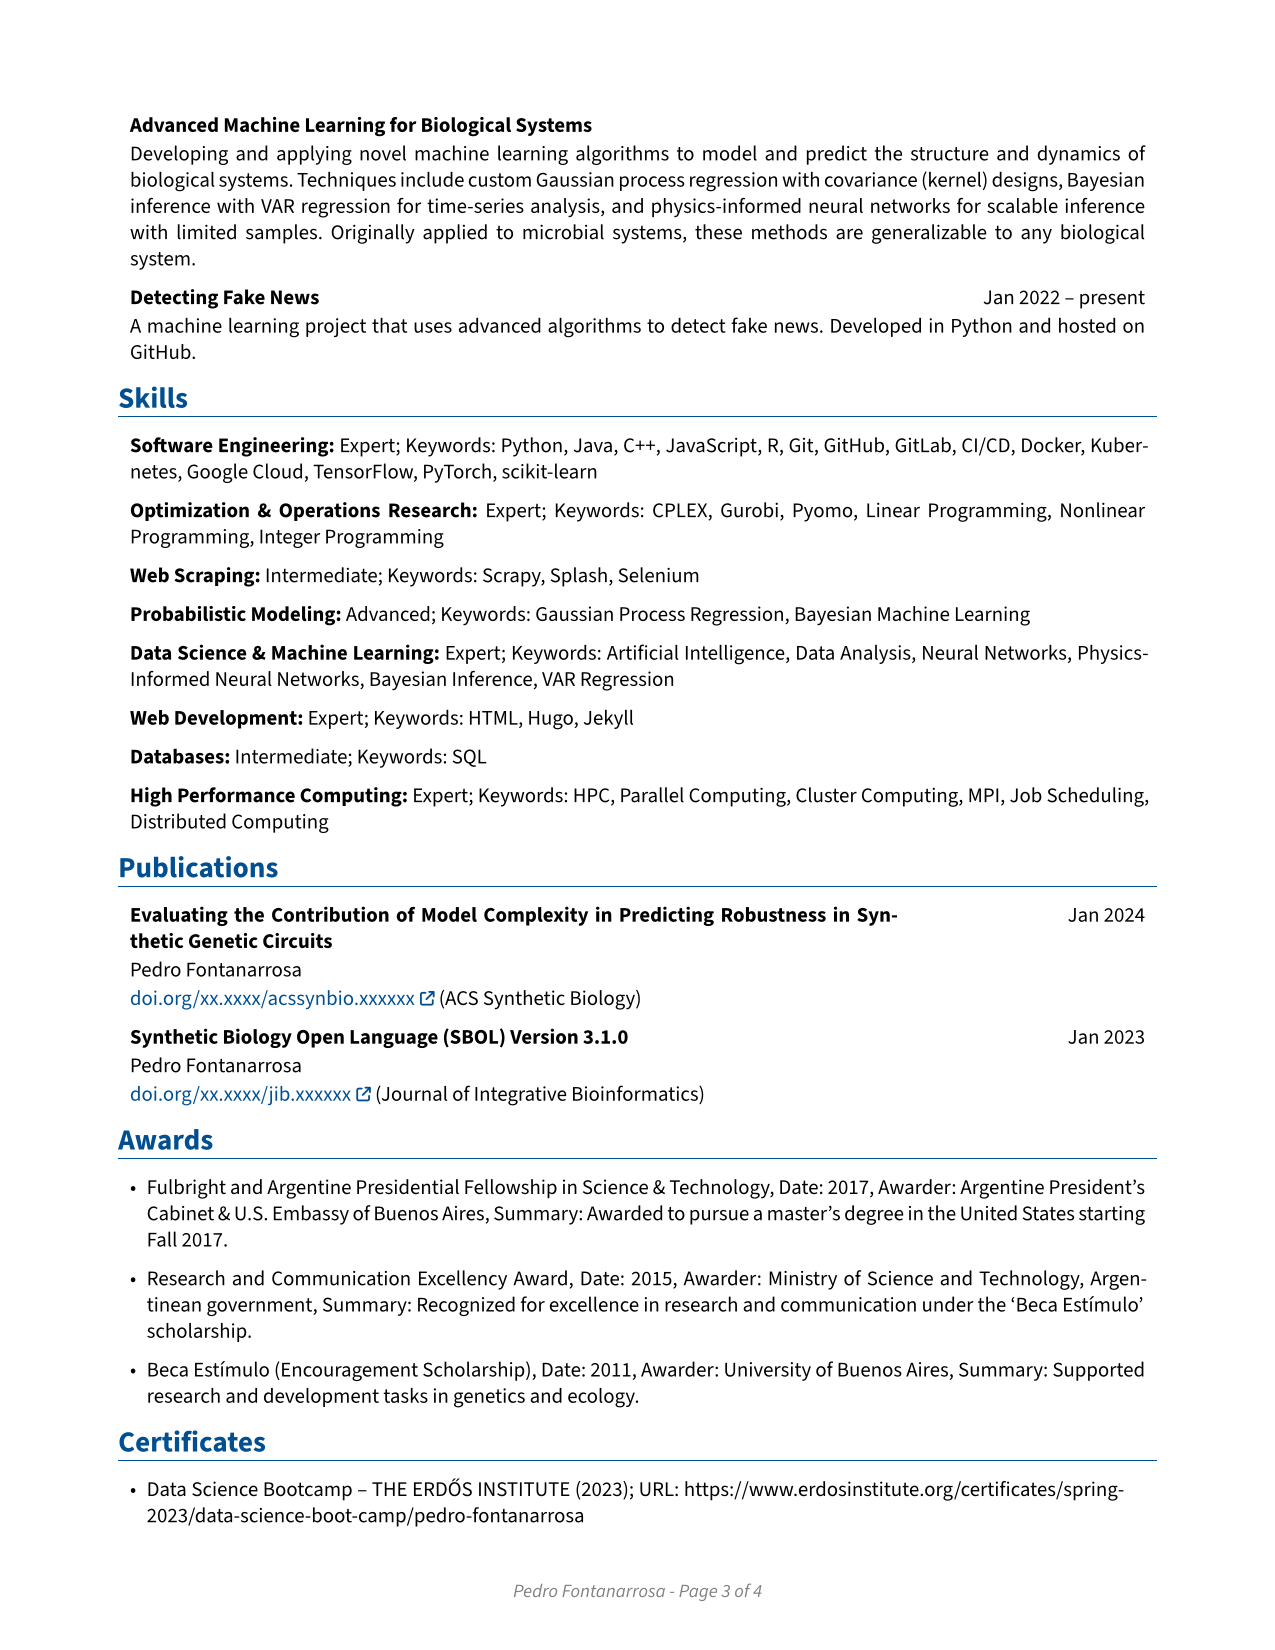 Advanced Machine Learning for Biological Systems
Developing and applying novel machine learning algorithms to model and predict the structure and dynamics of
biological systems. Techniques include custom Gaussian process regression with covariance (kernel) designs, Bayesian
inference with VAR regression for time-series analysis, and physics-informed neural networks for scalable inference
with limited samples. Originally applied to microbial systems, these methods are generalizable to any biological
system.
Detecting Fake News Jan 2022 – present
A machine learning project that uses advanced algorithms to detect fake news. Developed in Python and hosted on
GitHub.
Skills
Software Engineering: Expert; Keywords: Python, Java, C++, JavaScript, R, Git, GitHub, GitLab, CI/CD, Docker, Kuber-
netes, Google Cloud, TensorFlow, PyTorch, scikit-learn
Optimization & Operations Research: Expert; Keywords: CPLEX, Gurobi, Pyomo, Linear Programming, Nonlinear
Programming, Integer Programming
Web Scraping: Intermediate; Keywords: Scrapy, Splash, Selenium
Probabilistic Modeling: Advanced; Keywords: Gaussian Process Regression, Bayesian Machine Learning
Data Science & Machine Learning: Expert; Keywords: Artificial Intelligence, Data Analysis, Neural Networks, Physics-
Informed Neural Networks, Bayesian Inference, VAR Regression
Web Development: Expert; Keywords: HTML, Hugo, Jekyll
Databases: Intermediate; Keywords: SQL
High Performance Computing: Expert; Keywords: HPC, Parallel Computing, Cluster Computing, MPI, Job Scheduling,
Distributed Computing
Publications
Evaluating the Contribution of Model Complexity in Predicting Robustness in Syn- Jan 2024
thetic Genetic Circuits
Pedro Fontanarrosa
doi.org/xx.xxxx/acssynbio.xxxxxx (ACS Synthetic Biology)
Synthetic Biology Open Language (SBOL) Version 3.1.0 Jan 2023
Pedro Fontanarrosa
doi.org/xx.xxxx/jib.xxxxxx (Journal of Integrative Bioinformatics)
Awards
• Fulbright and Argentine Presidential Fellowship in Science & Technology, Date: 2017, Awarder: Argentine President’s
Cabinet & U.S. Embassy of Buenos Aires, Summary: Awarded to pursue a master’s degree in the United States starting
Fall 2017.
• Research and Communication Excellency Award, Date: 2015, Awarder: Ministry of Science and Technology, Argen-
tinean government, Summary: Recognized for excellence in research and communication under the ‘Beca Estímulo’
scholarship.
• Beca Estímulo (Encouragement Scholarship), Date: 2011, Awarder: University of Buenos Aires, Summary: Supported
research and development tasks in genetics and ecology.
Certificates
• Data Science Bootcamp – THE ERDŐS INSTITUTE (2023); URL: https://www.erdosinstitute.org/certificates/spring-
2023/data-science-boot-camp/pedro-fontanarrosa
Pedro Fontanarrosa - Page 3 of 4